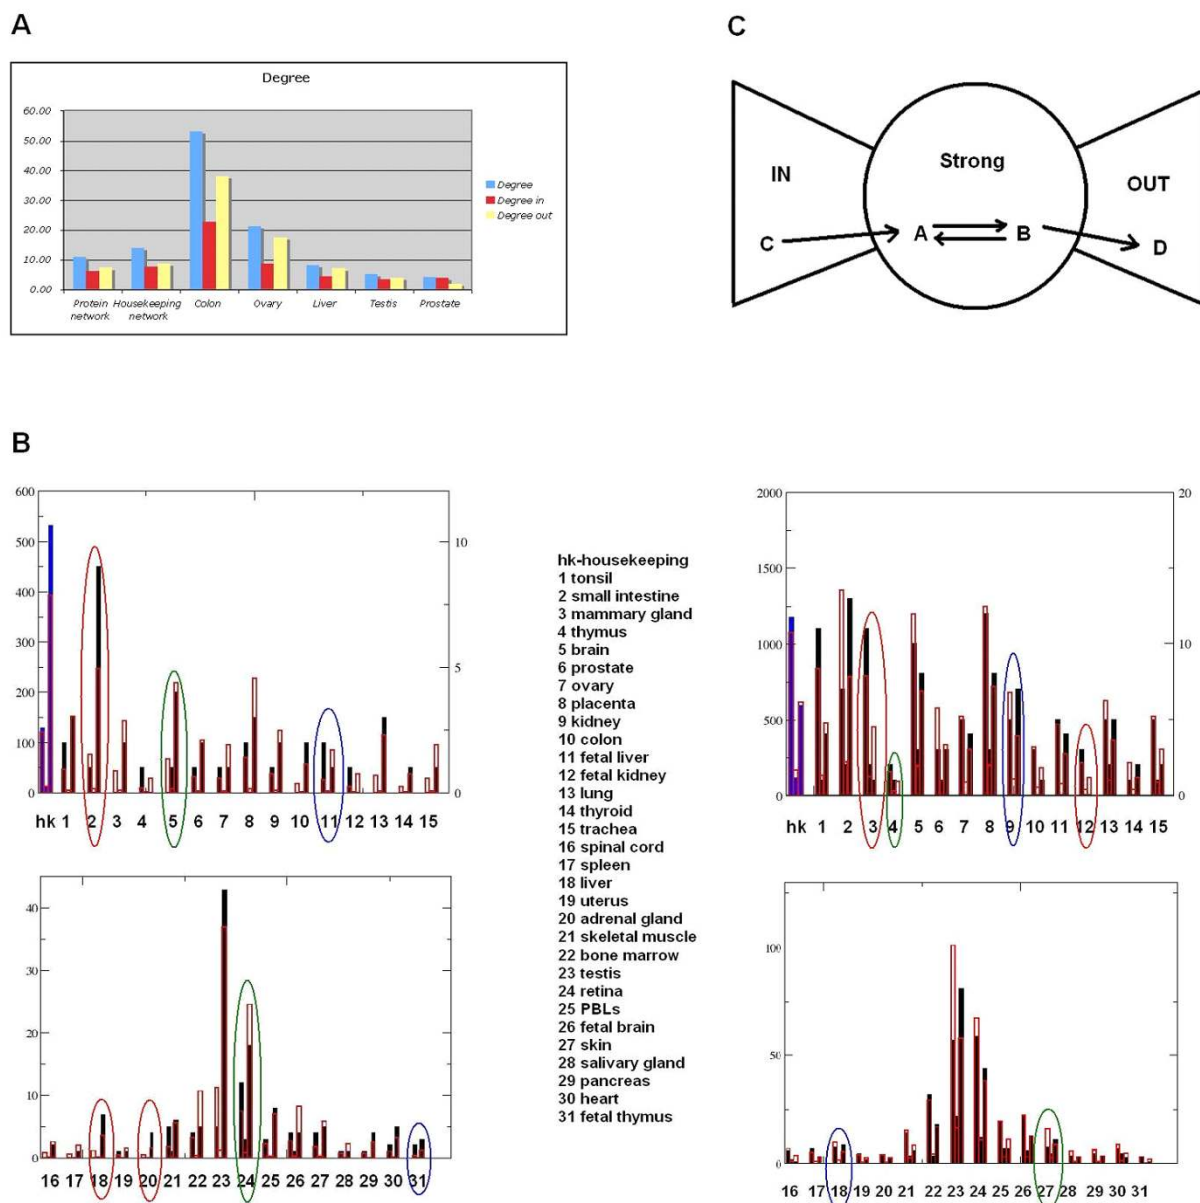 A
Degree
60.00
50.00
40.00
30.00
20.00
10.00
0.00
Protein network
Housekeeping network
Colon
Ovary
Liver
Testis
Prostate
Degree
Degree in
Degree out
C
IN
Strong
OUT
C
A
B
D
B
600
500
400
300
200
100
0
10
5
0
hk 1 2 3 4 5 6 7 8 9 10 11 12 13 14 15
40
30
20
10
0
16 17 18 19 20 21 22 23 24 25 26 27 28 29 30 31
hk-housekeeping
1 tonsil
2 small intestine
3 mammary gland
4 thymus
5 brain
6 prostate
7 ovary
8 placenta
9 kidney
10 colon
11 fetal liver
12 fetal kidney
13 lung
14 thyroid
15 trachea
16 spinal cord
17 spleen
18 liver
19 uterus
20 adrenal gland
21 skeletal muscle
22 bone marrow
23 testis
24 retina
25 PBLs
26 fetal brain
27 skin
28 salivary gland
29 pancreas
30 heart
31 fetal thymus
2000
1500
1000
500
0
20
10
0
hk 1 2 3 4 5 6 7 8 9 10 11 12 13 14 15
100
50
0
16 17 18 19 20 21 22 23 24 25 26 27 28 29 30 31